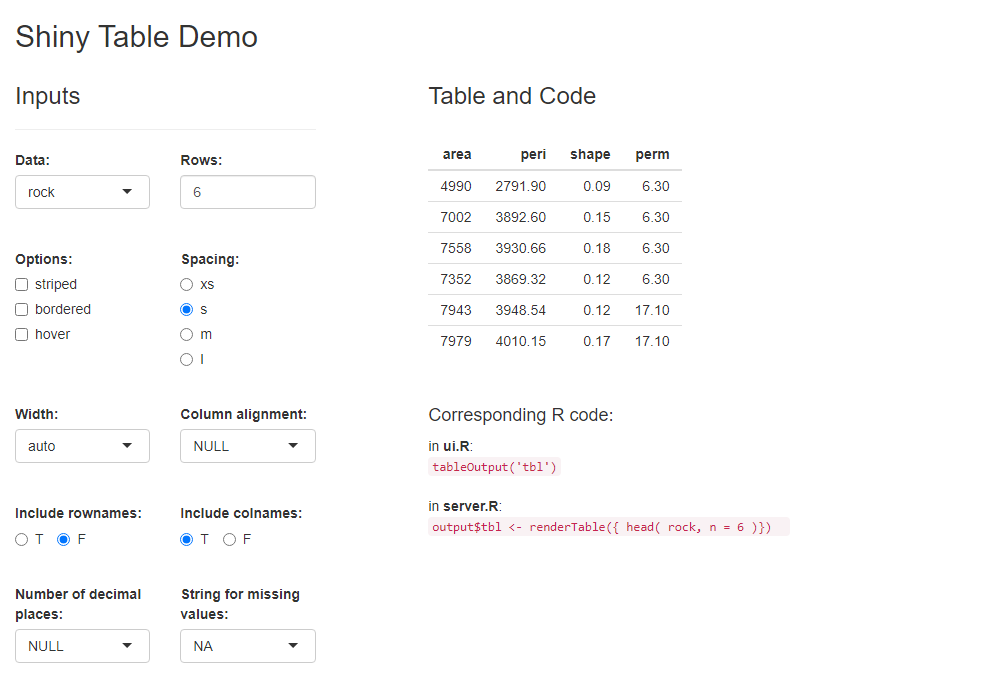 Shiny Table Demo
Inputs
Data:
Rows:
rock
6
Options:
Spacing:
striped
xs
bordered
s
hover
m
l
Width:
Column alignment:
auto
NULL
Include rownames:
Include colnames:
T F
T F
Number of decimal
places:
String for missing
values:
NULL
NA
Table and Code
area peri shape perm
4990 2791.90 0.09 6.30
7002 3892.60 0.15 6.30
7558 3930.66 0.18 6.30
7352 3869.32 0.12 6.30
7943 3948.54 0.12 17.10
7979 4010.15 0.17 17.10
Corresponding R code:
in ui.R:
tableOutput('tbl')
in server.R:
output$tbl <- renderTable({ head( rock, n = 6 )})